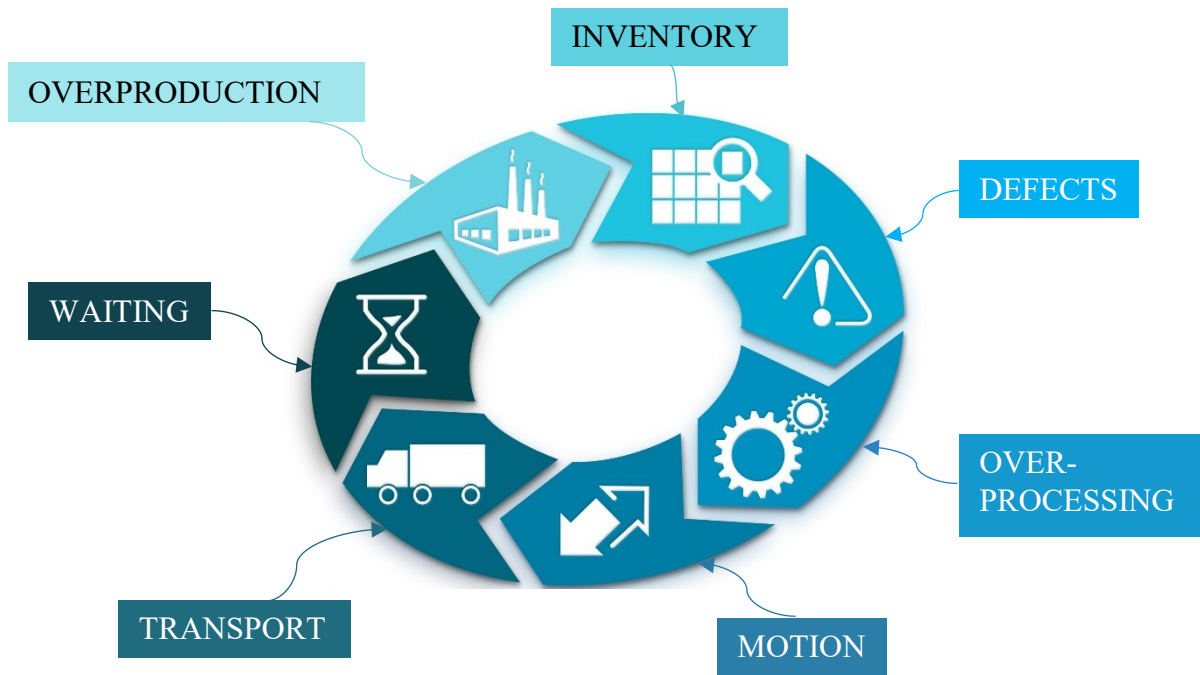 INVENTORY
OVERPRODUCTION
DEFECTS
WAITING
OVER-
PROCESSING
TRANSPORT
MOTION